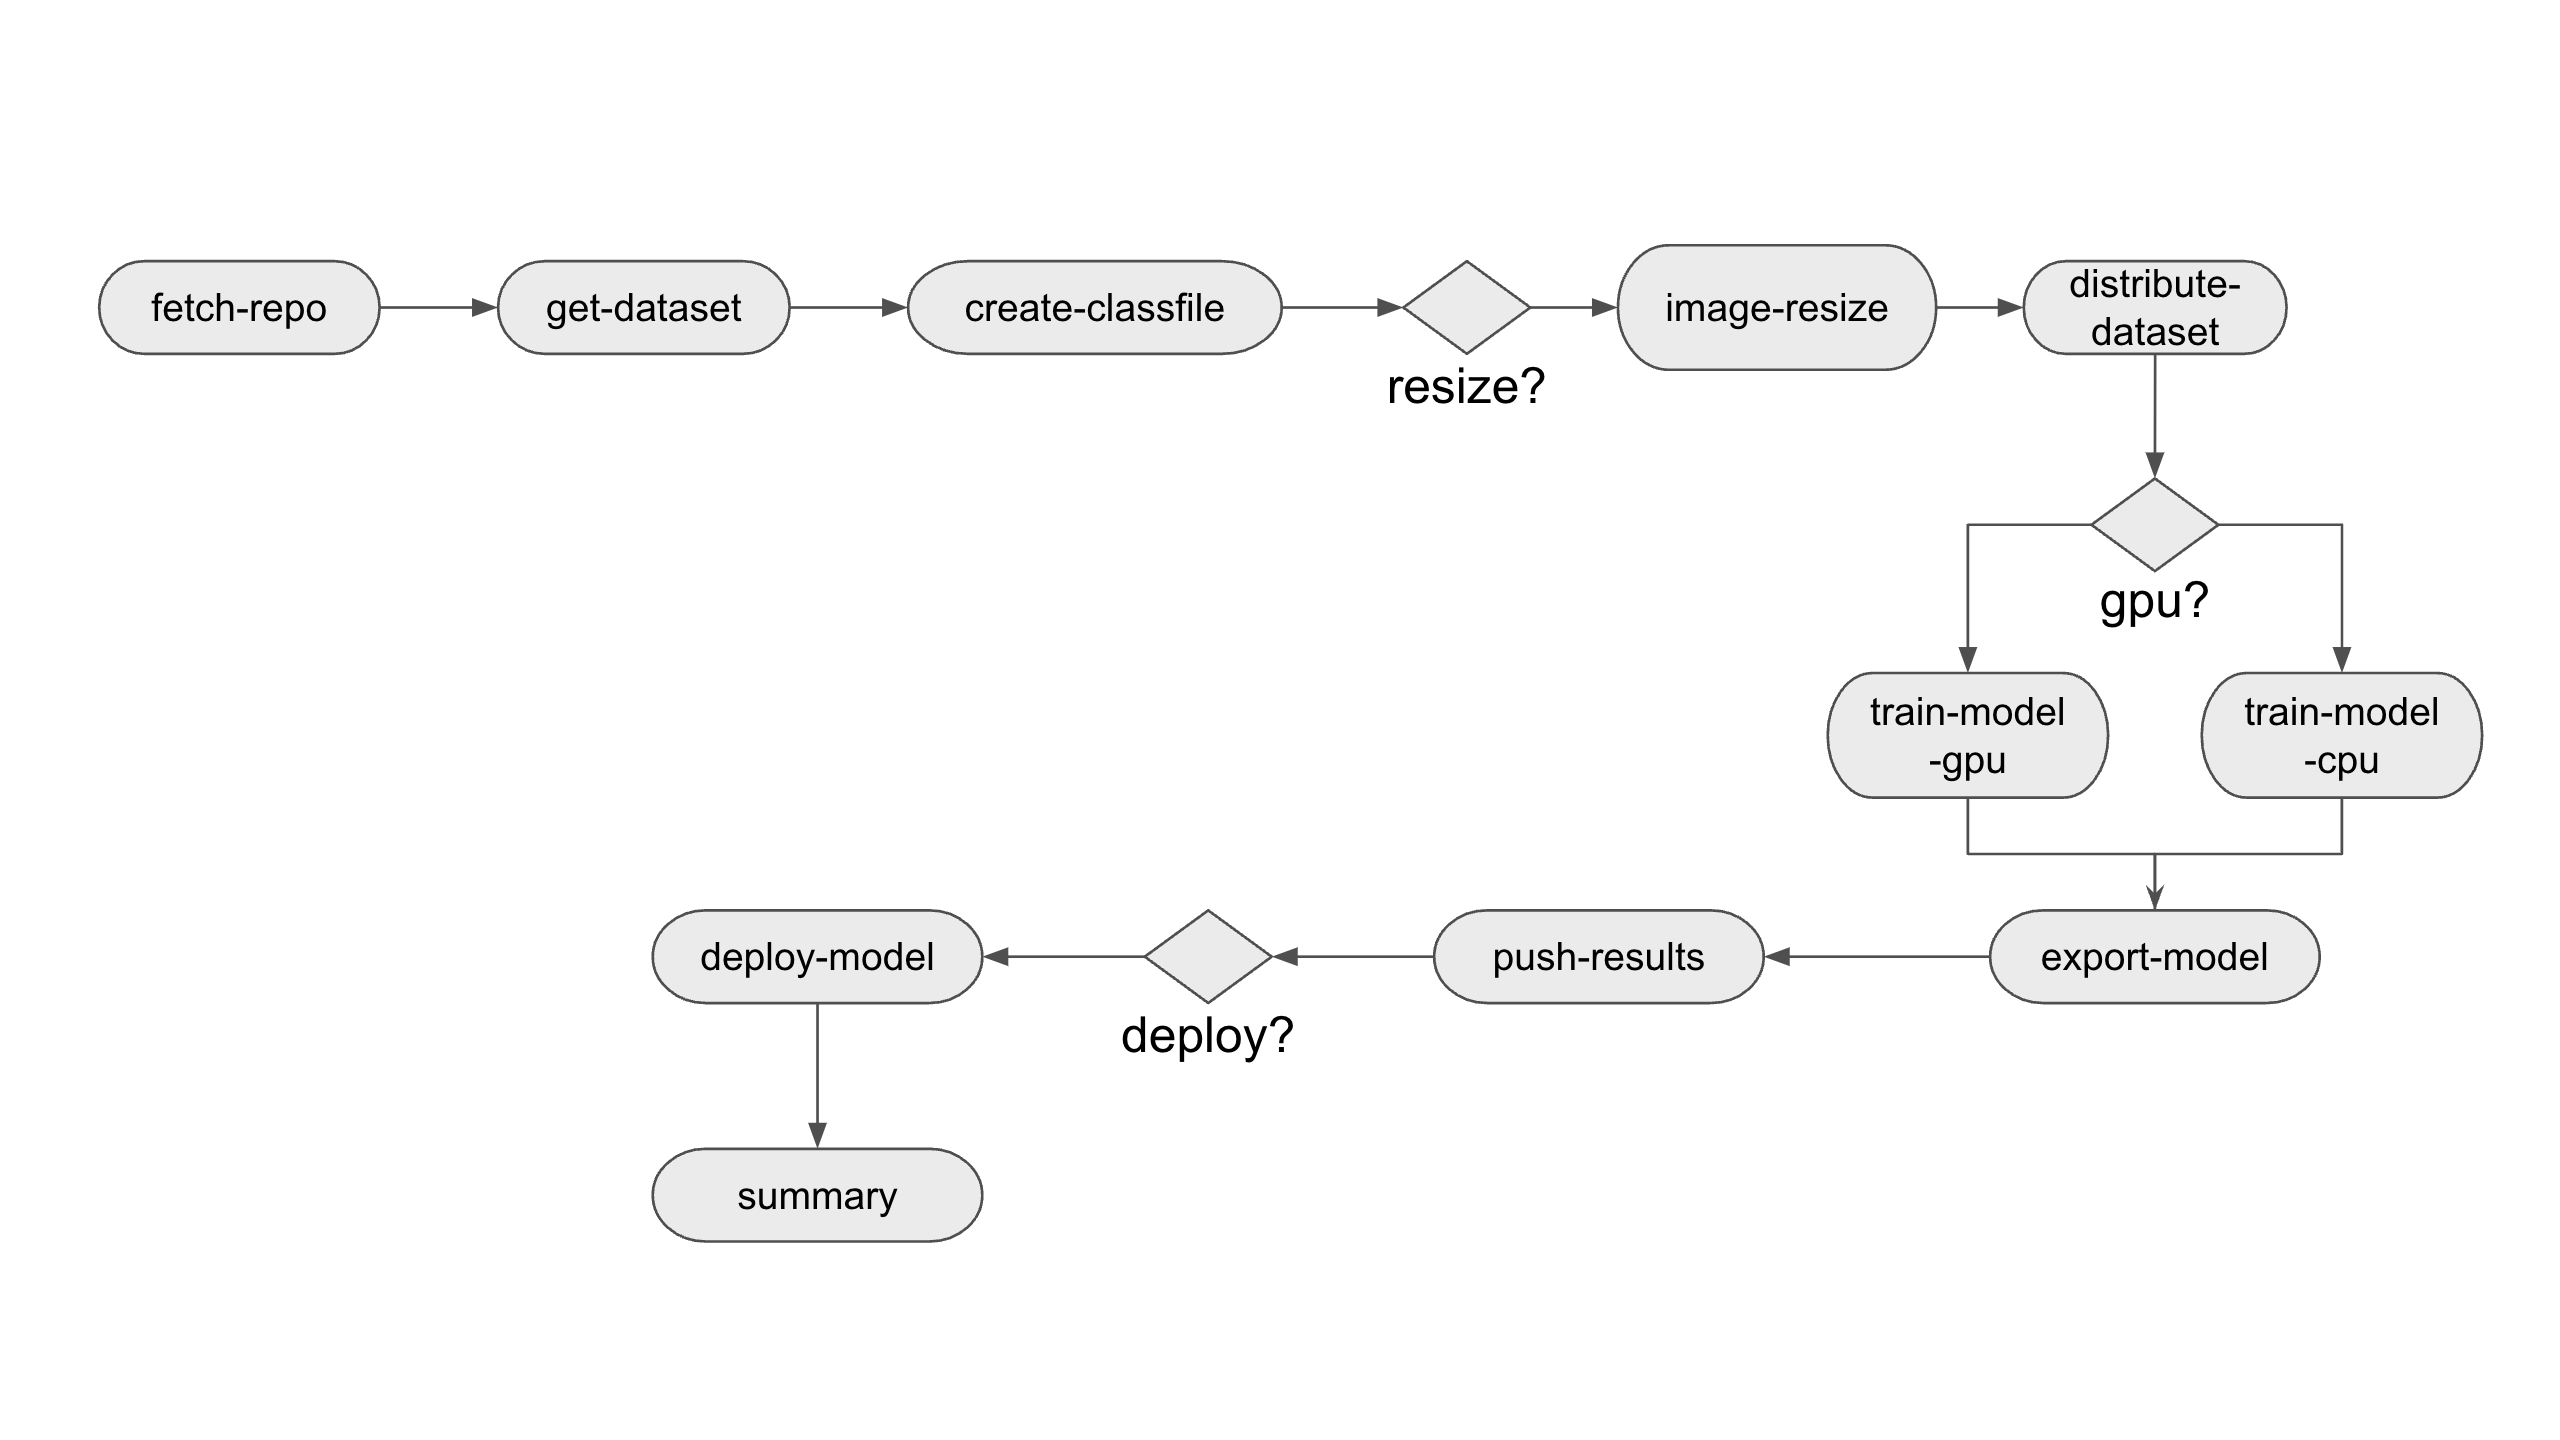 fetch-repo
get-dataset
create-classfile
resize?
image-resize
distribute-
dataset
gpu?
train-model
-gpu
train-model
-cpu
export-model
push-results
deploy?
deploy-model
summary